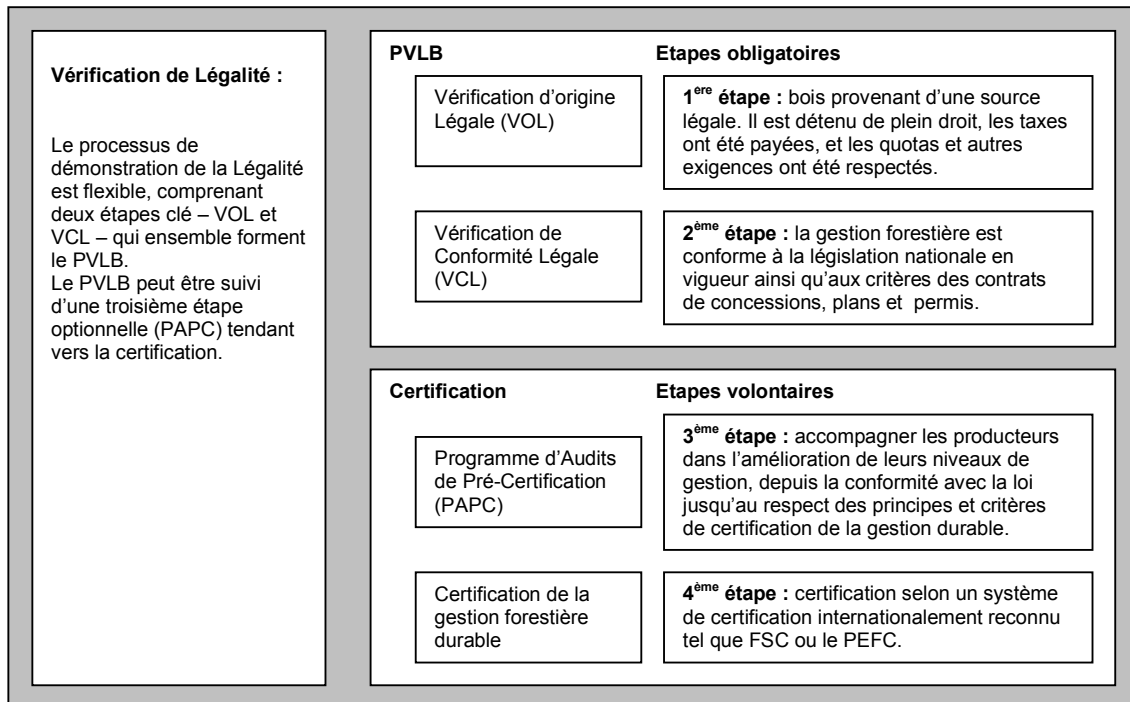 Vérification de Légalité :
Le processus de
démonstration de la Légalité
est flexible, comprenant
deux étapes clé – VOL et
VCL – qui ensemble forment
le PVLB.
Le PVLB peut être suivi
d'une troisième étape
optionnelle (PAPC) tendant
vers la certification.
PVLB
Etapes obligatoires
Vérification d'origine
Légale (VOL)
1ere étape : bois provenant d'une source
légale. Il est détenu de plein droit, les taxes
ont été payées, et les quotas et autres
exigences ont été respectés.
Vérification de
Conformité Légale
(VCL)
2ème étape : la gestion forestière est
conforme à la législation nationale en
vigueur ainsi qu'aux critères des contrats
de concessions, plans et permis.
Certification
Etapes volontaires
Programme d'Audits
de Pré-Certification
(PAPC)
3ème étape : accompagner les producteurs
dans l'amélioration de leurs niveaux de
gestion, depuis la conformité avec la loi
jusqu'au respect des principes et critères
de certification de la gestion durable.
Certification de la
gestion forestière
durable
4ème étape : certification selon un système
de certification internationalement reconnu
tel que FSC ou le PEFC.